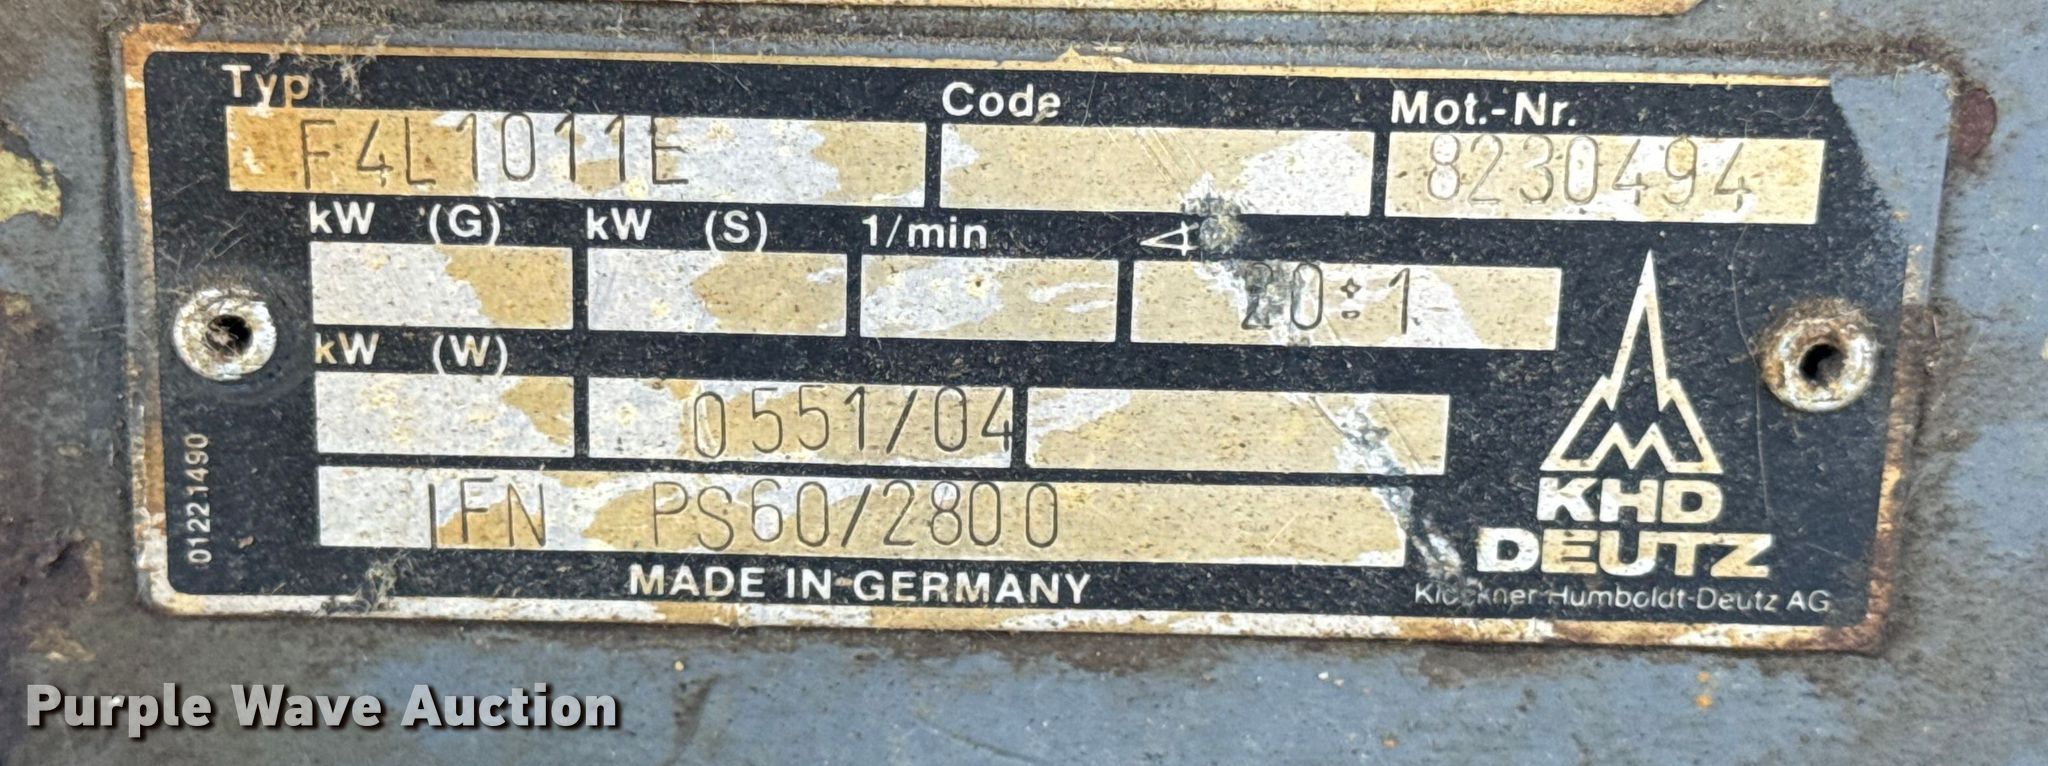 Typ Code Mot.-Nr.
F4L1011E 8230494
kW (G) kW (S) 1/min
20:1
kW (W)
0551/04
IFN PS60/2800
MADE IN GERMANY
KHD
DEUTZ
Klöckner-Humboldt-Deutz AG
01221490
Purple Wave Auction